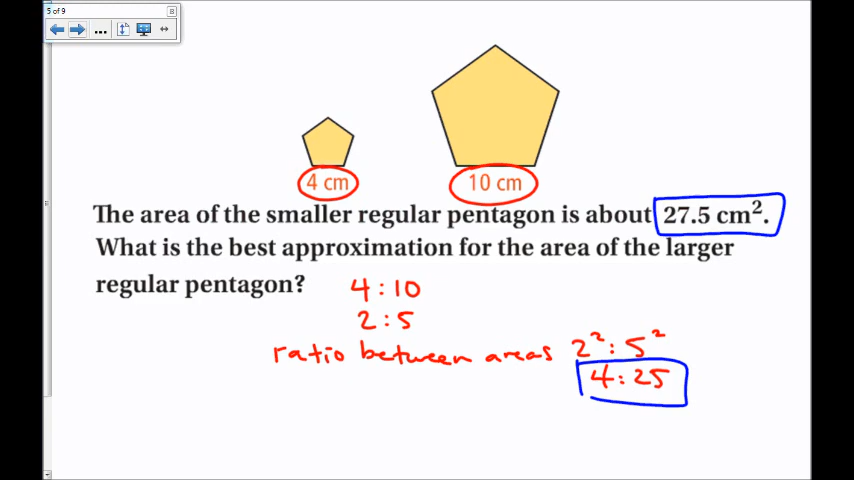 5 of 9
4 cm
10 cm
The area of the smaller regular pentagon is about 27.5 cm².
What is the best approximation for the area of the larger
regular pentagon?
4 : 10
2 : 5
ratio between areas 2² : 5²
4 : 25